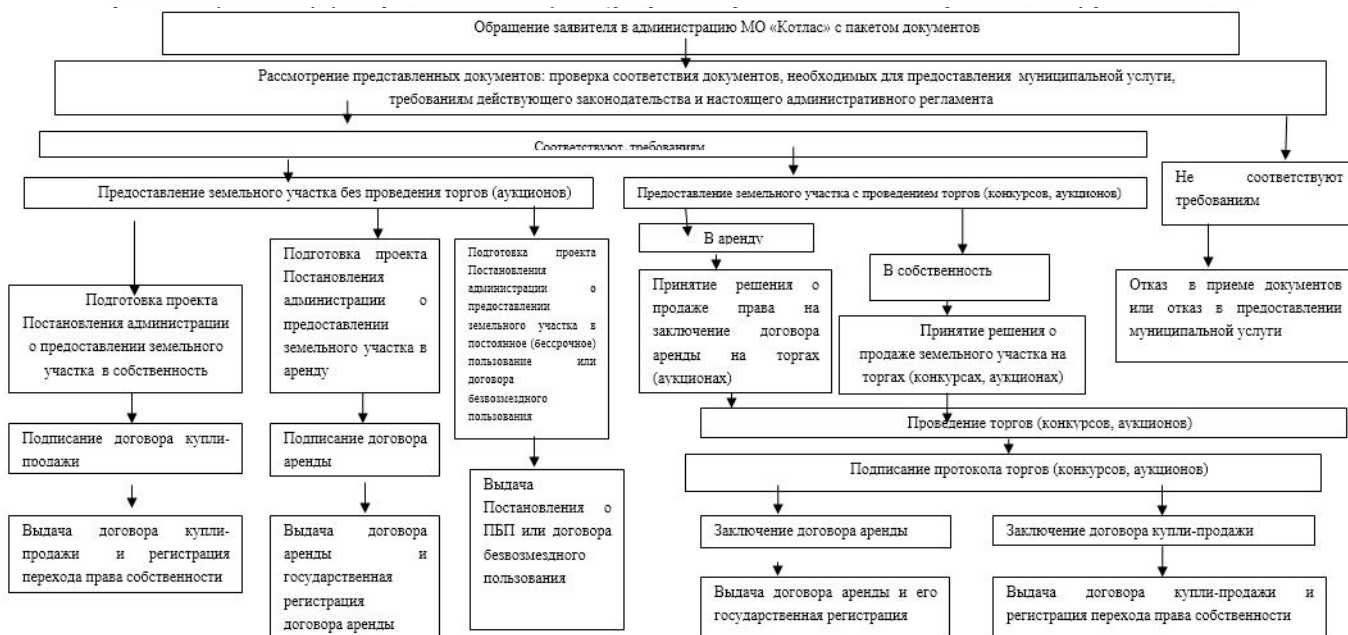 Обращение заявителя в администрацию МО «Котлас» с пакетом документов
Рассмотрение представленных документов: проверка соответствия документов, необходимых для предоставления муниципальной услуги,
требованиям действующего законодательства и настоящего административного регламента
Соответствуют требованиям
Не соответствуют
требованиям
Отказ в приеме документов
или отказ в предоставлении
муниципальной услуги
Предоставление земельного участка без проведения торгов (аукционов)
Подготовка проекта
Постановления администрации
о предоставлении земельного
участка в собственность
Подписание договора купли-
продажи
Выдача договора купли-
продажи и регистрация
перехода права собственности
Подготовка проекта
Постановления
администрации о
предоставлении
земельного участка в
аренду
Подписание договора
аренды
Выдача договора
аренды и
государственная
регистрация
договора аренды
Подготовка проекта
Постановления
администрации о
предоставлении
земельного участка в
постоянное (бессрочное)
пользование или
договора
безвозмездного
пользования
Выдача
Постановления о
ПБП или договора
безвозмездного
пользования
Предоставление земельного участка с проведением торгов (конкурсов, аукционов)
В аренду
Принятие решения о
продаже права на
заключение договора
аренды на торгах
(аукционах)
В собственность
Принятие решения о
продаже земельного участка на
торгах (конкурсах, аукционах)
Проведение торгов (конкурсов, аукционов)
Подписание протокола торгов (конкурсов, аукционов)
Заключение договора аренды
Выдача договора аренды и его
государственная регистрация
Заключение договора купли-продажи
Выдача договора купли-продажи и
регистрация перехода права собственности